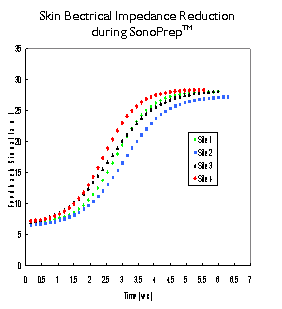 Skin Electrical Impedance Reduction
during SonoPrep™
35
30
25
20
15
10
5
0
0 0.5 1 1.5 2 2.5 3 3.5 4 4.5 5 5.5 6 6.5 7
Site 1
Site 2
Site 3
Site 4